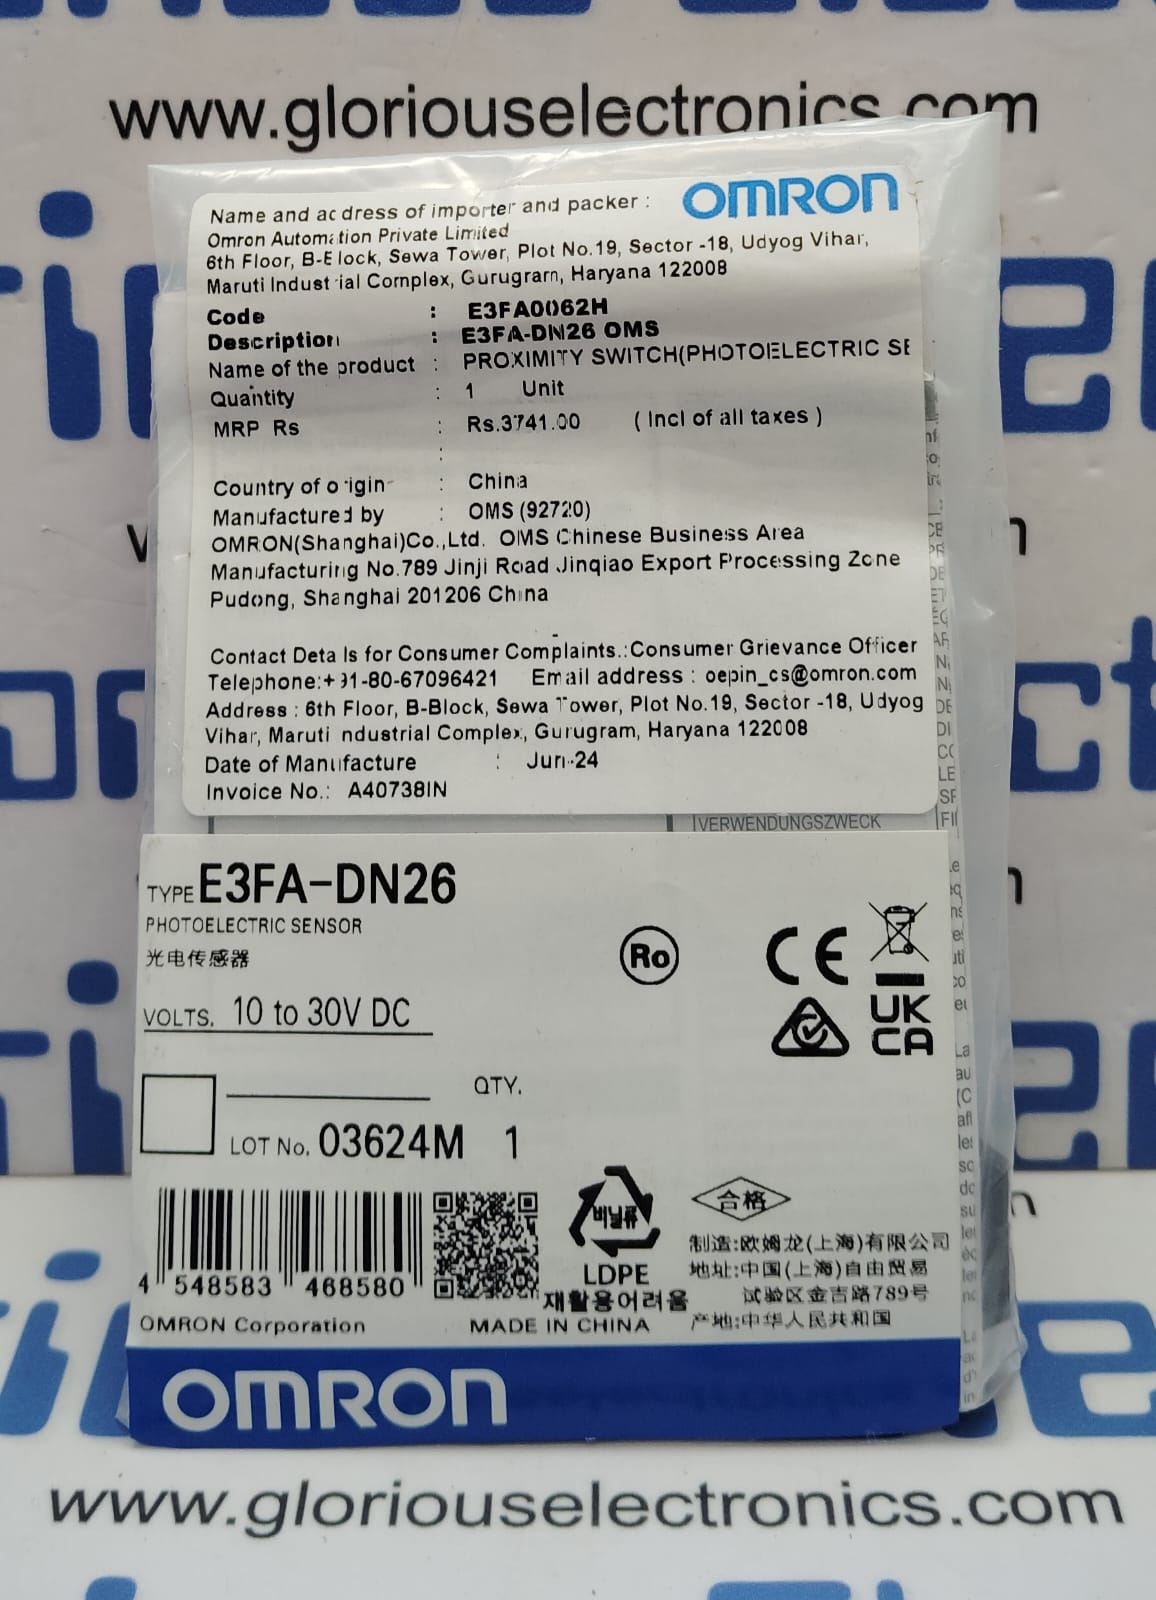 www.gloriouselectronics.com
OMRON
Name and address of importer and packer :
Omron Automation Private Limited
6th Floor, B-Block, Sewa Tower, Plot No.19, Sector -18, Udyog Vihar,
Maruti Industrial Complex, Gurugram, Haryana 122008
Code : E3FA0062H
Description : E3FA-DN26 OMS
Name of the product : PROXIMITY SWITCH(PHOTOELECTRIC SE
Quantity : 1 Unit
MRP Rs : Rs.3741.00 ( Incl of all taxes )
:
Country of origin : China
Manufactured by : OMS (92720)
OMRON(Shanghai)Co.,Ltd. OMS Chinese Business Area
Manufacturing No.789 Jinji Road Jinqiao Export Processing Zone
Pudong, Shanghai 201206 China
Contact Details for Consumer Complaints.:Consumer Grievance Officer
Telephone:+91-80-67096421 Email address : oepin_cs@omron.com
Address : 6th Floor, B-Block, Sewa Tower, Plot No.19, Sector -18, Udyog
Vihar, Maruti Industrial Complex, Gurugram, Haryana 122008
Date of Manufacture : Jun-24
Invoice No.: A40738IN
VERWENDUNGSZWECK
TYPE E3FA-DN26
PHOTOELECTRIC SENSOR
光电传感器
Ro
CE
VOLTS. 10 to 30V DC
UK
CA
QTY.
LOT No. 03624M 1
비닐류
LDPE
재활용어려움
合格
制造:欧姆龙(上海)有限公司
地址:中国(上海)自由贸易
试验区金吉路789号
产地:中华人民共和国
4 548583 468580
OMRON Corporation MADE IN CHINA
OMRON
www.gloriouselectronics.com